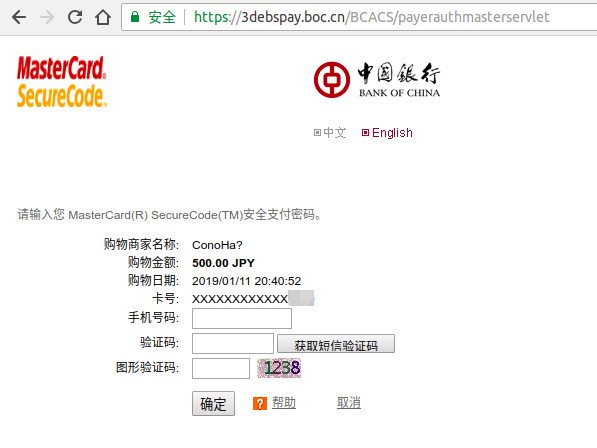 安全 | https://3debspay.boc.cn/BCACS/payerauthmasterservlet
MasterCard®
SecureCode™
中国银行
BANK OF CHINA
中文 English
请输入您 MasterCard(R) SecureCode(TM)安全支付密码。
购物商家名称: ConoHa?
购物金额: 500.00 JPY
购物日期: 2019/01/11 20:40:52
卡号: XXXXXXXXXXXX
手机号码:
验证码: 获取短信验证码
图形验证码: 1238
确定 ? 帮助 取消